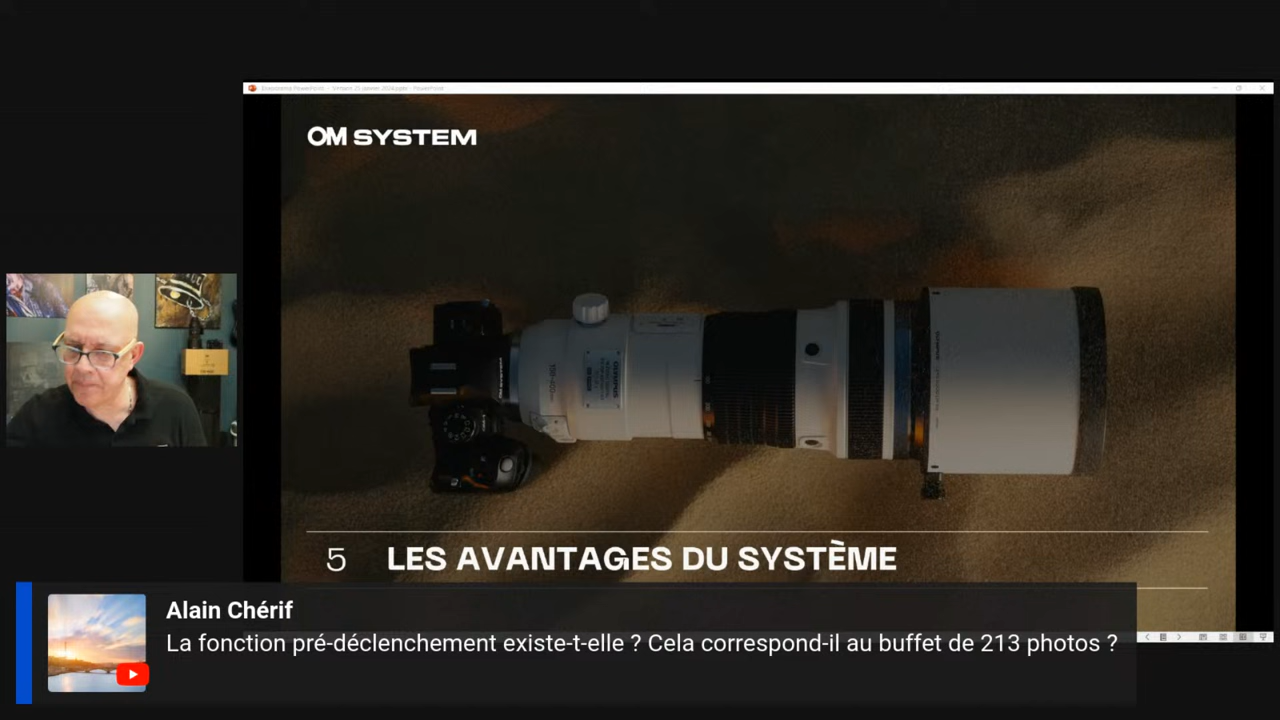 OM SYSTEM
5 LES AVANTAGES DU SYSTÈME
Alain Chérif
La fonction pré-déclenchement existe-t-elle ? Cela correspond-il au buffet de 213 photos ?